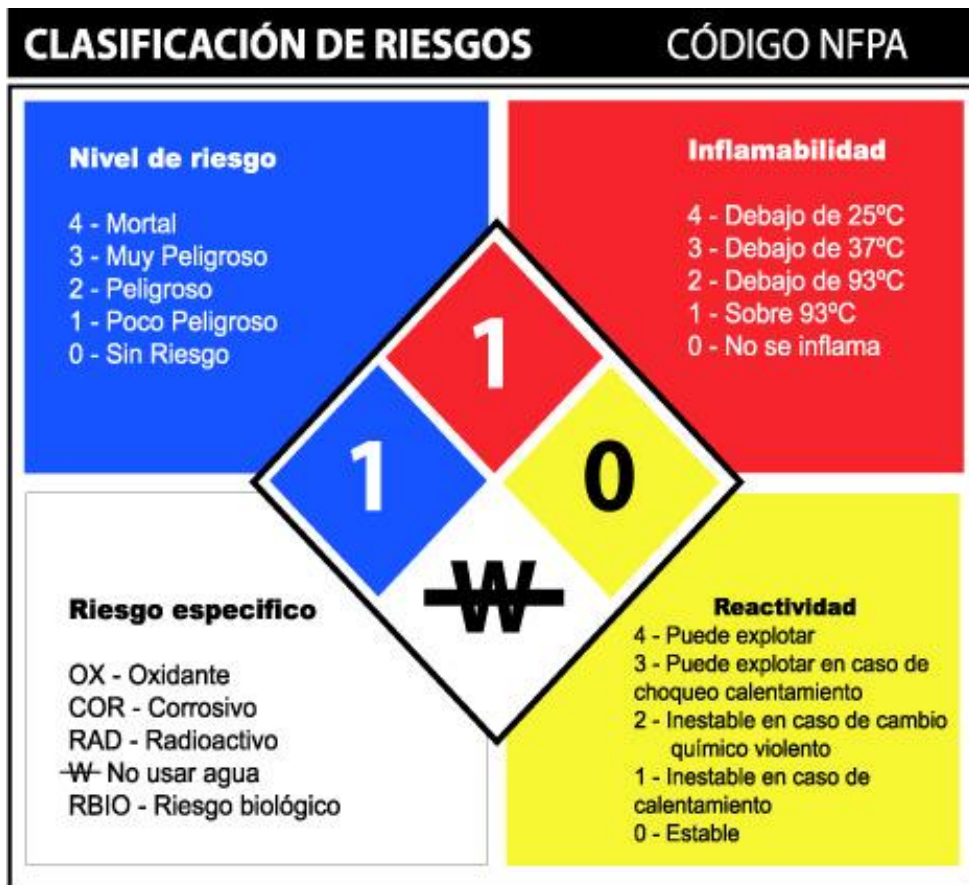 CLASIFICACIÓN DE RIESGOS CÓDIGO NFPA
Nivel de riesgo
4 - Mortal
3 - Muy Peligroso
2 - Peligroso
1 - Poco Peligroso
0 - Sin Riesgo
Inflamabilidad
4 - Debajo de 25ºC
3 - Debajo de 37ºC
2 - Debajo de 93ºC
1 - Sobre 93ºC
0 - No se inflama
1
1
0
W
Riesgo especifico
OX - Oxidante
COR - Corrosivo
RAD - Radioactivo
W No usar agua
RBIO - Riesgo biológico
Reactividad
4 - Puede explotar
3 - Puede explotar en caso de
choqueo calentamiento
2 - Inestable en caso de cambio
químico violento
1 - Inestable en caso de
calentamiento
0 - Estable